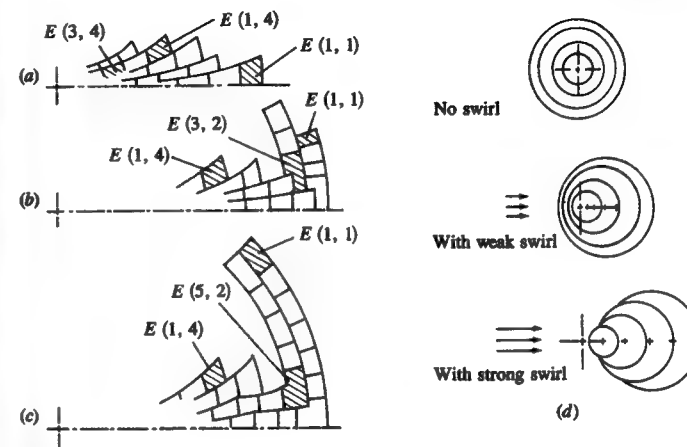 E (3, 4)
E (1, 4)
E (1, 1)
(a)
E (1, 1)
E (3, 2)
E (1, 4)
(b)
E (1, 1)
E (5, 2)
E (1, 4)
(c)
No swirl
With weak swirl
With strong swirl
(d)